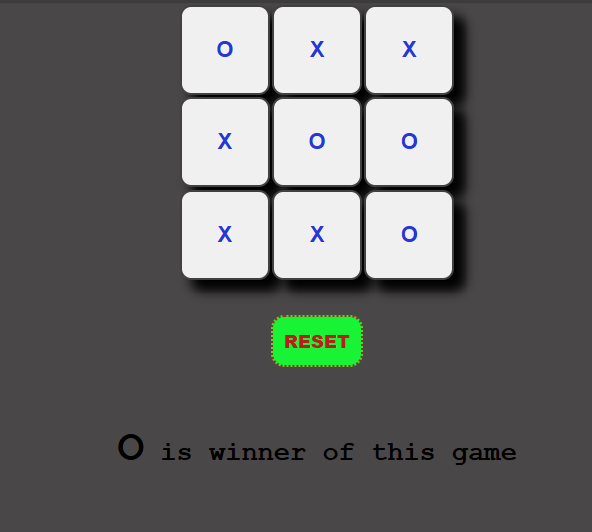 O X X
X O O
X X O
RESET
O is winner of this game